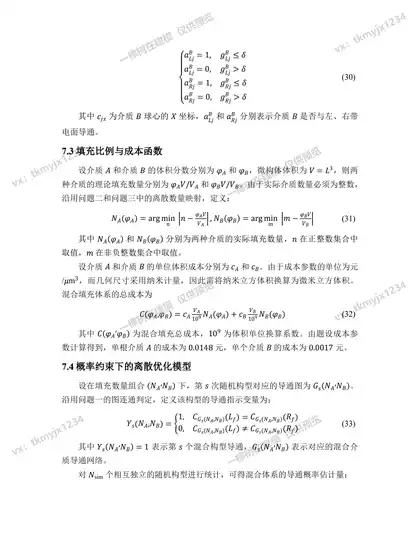 一柳何在建模 仅供预览
vx：tkmyjx1234
a^B_{Lj} = 1, g^B_{Lj} ≤ δ
a^B_{Lj} = 0, g^B_{Lj} > δ
a^B_{Rj} = 1, g^B_{Rj} ≤ δ
a^B_{Rj} = 0, g^B_{Rj} > δ
(30)
其中 c_{jx} 为介质 B 球心的 X 坐标，a^B_{Lj} 和 a^B_{Rj} 分别表示介质 B 是否与左、右带
电面导通。
7.3 填充比例与成本函数
设介质 A 和介质 B 的体积分数分别为 φ_A 和 φ_B，微构体体积为 V = L³，则两
种介质的理论填充数量分别为 φ_A V/V_A 和 φ_B V/V_B。由于实际介质数量必须为整数，
沿用问题二和问题三中的离散数量映射，定义：
N_A(φ_A) = arg min_n |n − φ_A V/V_A|, N_B(φ_B) = arg min_m |m − φ_B V/V_B| (31)
其中 N_A(φ_A) 和 N_B(φ_B) 分别为两种介质的实际填充数量，n 在正整数集合中
取值，m 在非负整数集合中取值。
设介质 A 和介质 B 的单位体积成本分别为 c_A 和 c_B。由于成本参数的单位为元
/μm³，而几何尺寸采用纳米计量，因此需将纳米立方体积换算为微米立方体积。
混合填充体系的总成本为
C(φ_A,φ_B) = c_A V_A/10⁹ N_A(φ_A) + c_B V_B/10⁹ N_B(φ_B) (32)
其中 C(φ_A,φ_B) 为混合填充总成本，10⁹ 为体积单位换算系数。由题设成本参
数计算得到，单根介质 A 的成本为 0.0148 元，单个介质 B 的成本为 0.0017 元。
7.4 概率约束下的离散优化模型
设在填充数量组合 (N_A,N_B) 下，第 s 次随机构型对应的导通图为 G_s(N_A,N_B)。
沿用问题一的图连通判定，定义该构型的导通指示变量为：
Y_s(N_A,N_B) = {1, C_{G_s(N_A,N_B)}(L_f) = C_{G_s(N_A,N_B)}(R_f)
0, C_{G_s(N_A,N_B)}(L_f) ≠ C_{G_s(N_A,N_B)}(R_f) (33)
其中 Y_s(N_A,N_B) = 1 表示第 s 个混合构型导通，G_s(N_A,N_B) 表示对应的混合介
质导通网络。
对 N_sim 个相互独立的随机构型进行统计，可得混合体系的导通概率估计量：